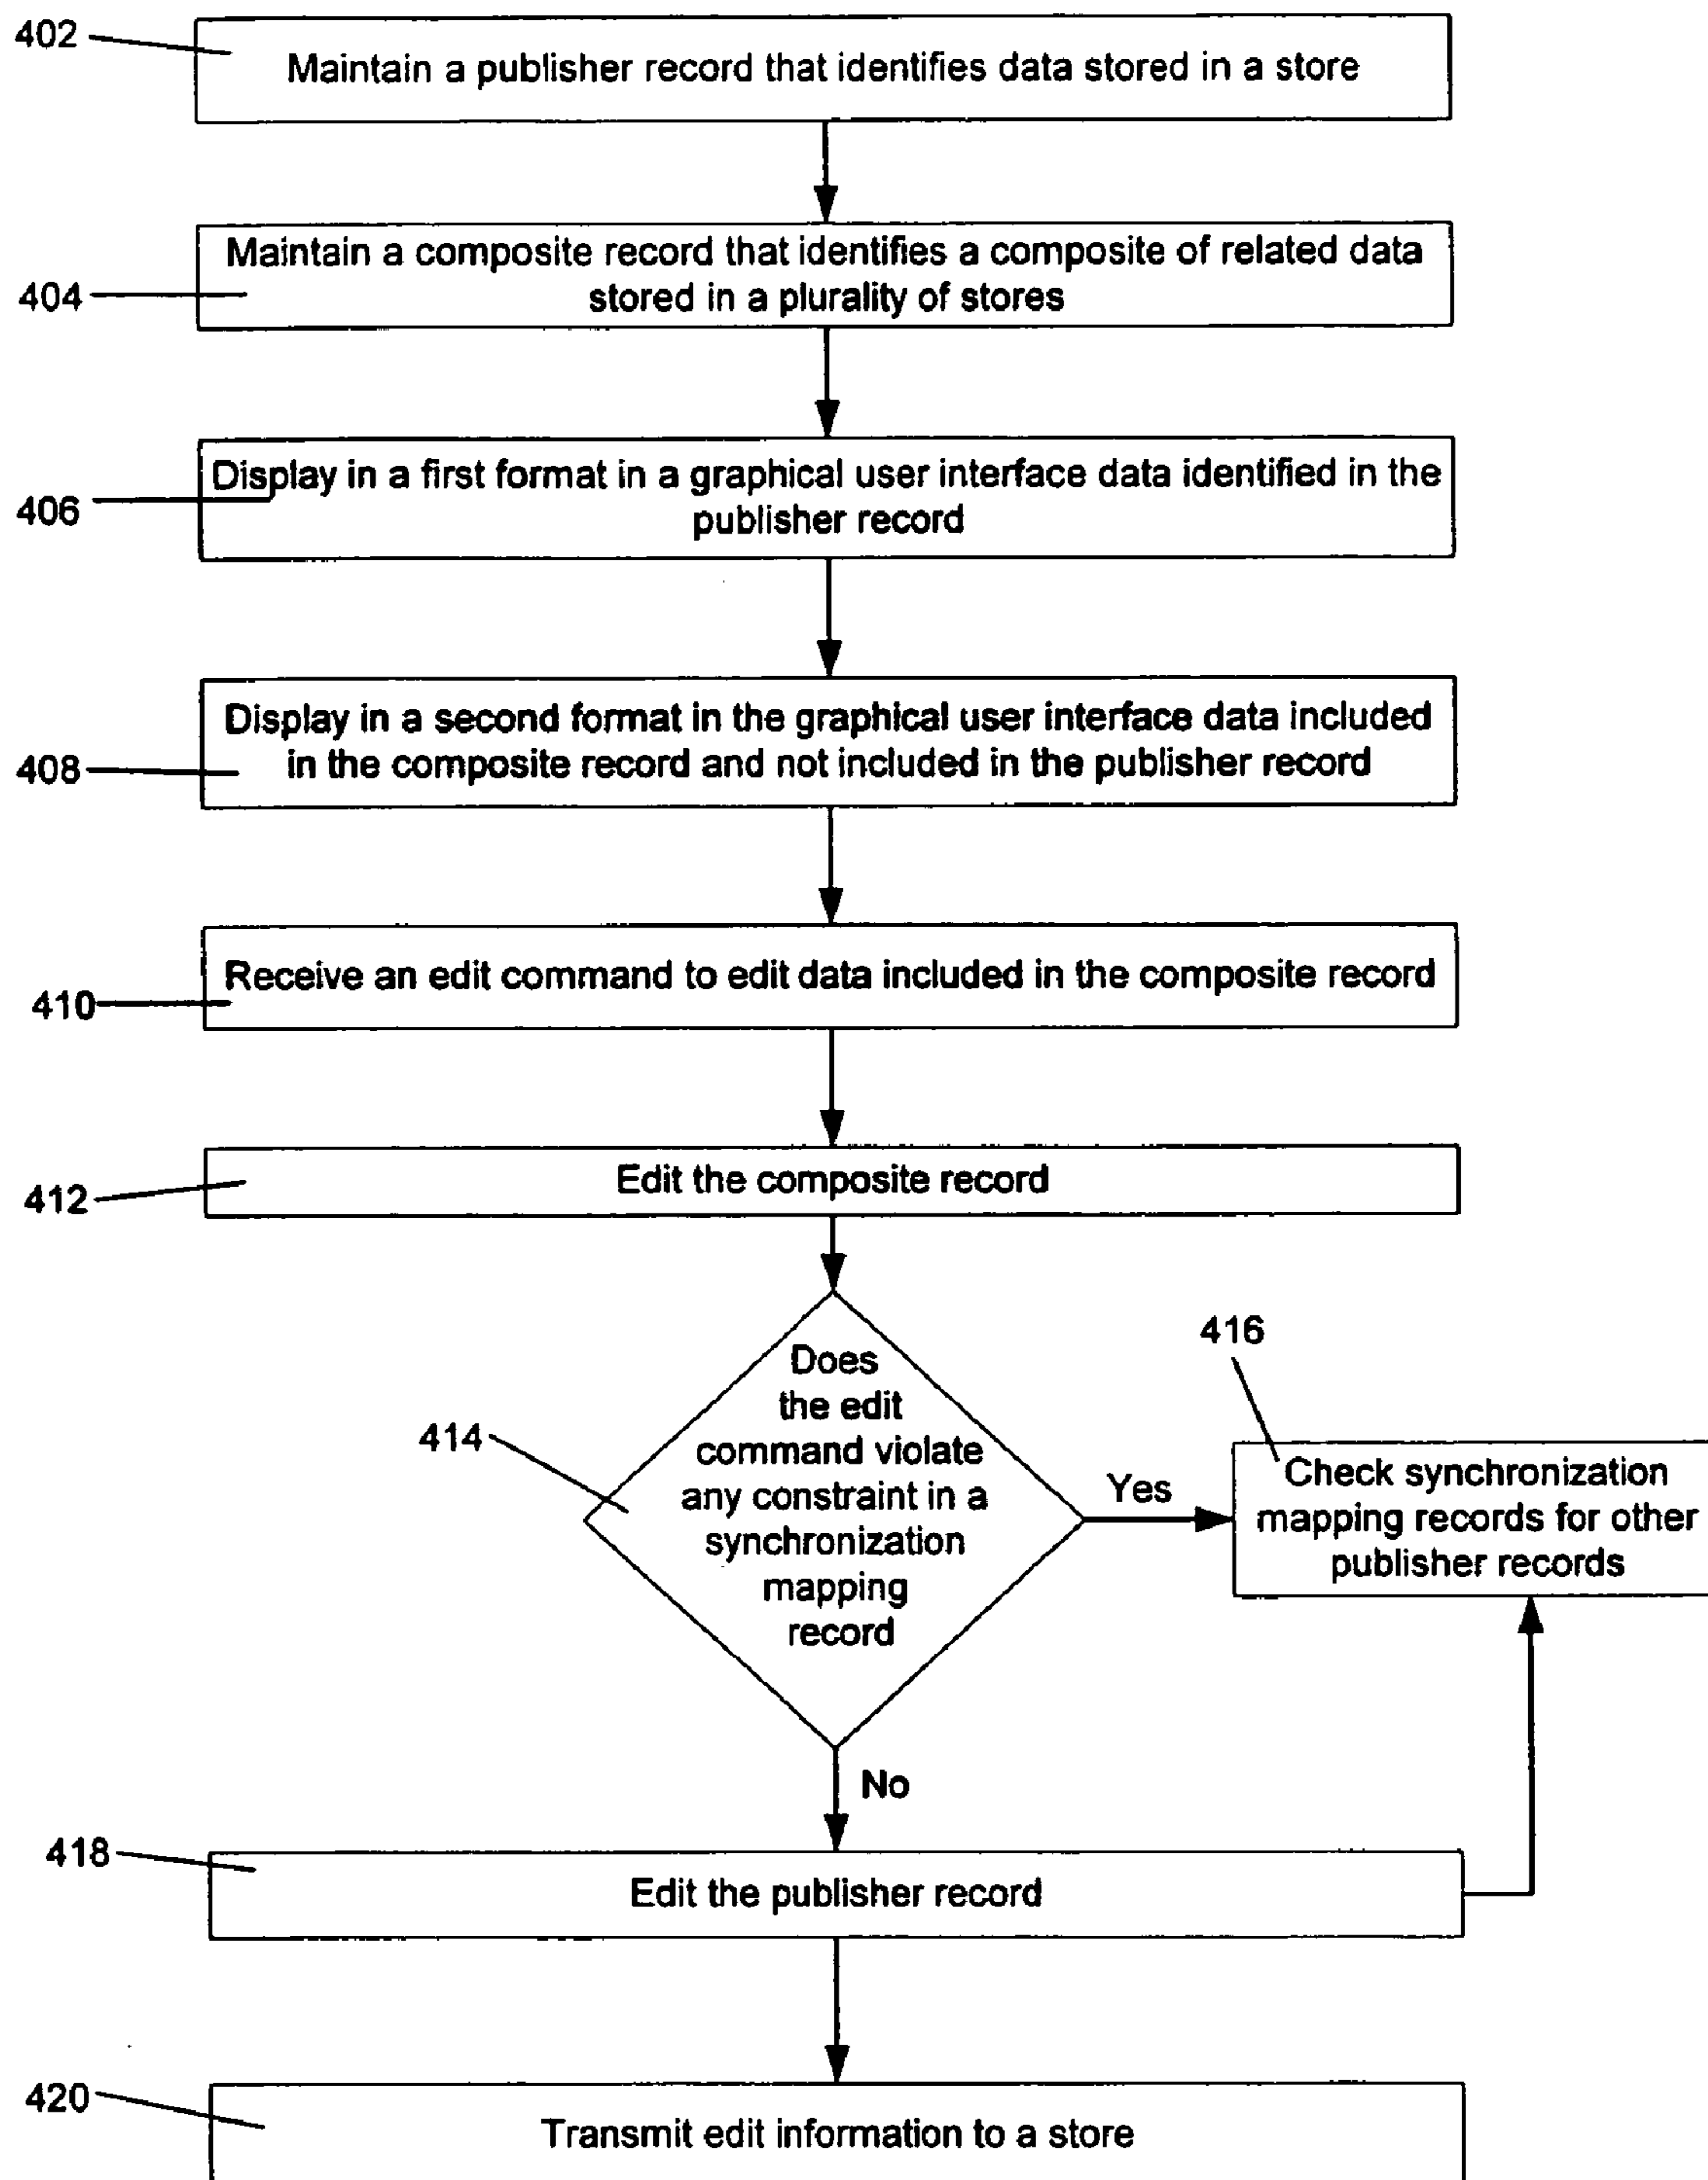 402
Maintain a publisher record that identifies data stored in a store
Maintain a composite record that identifies a composite of related data
stored in a plurality of stores
404
Display in a first format in a graphical user interface data identified in the
publisher record
406
Display in a second format in the graphical user interface data included
in the composite record and not included in the publisher record
408
Receive an edit command to edit data included in the composite record
410
Edit the composite record
412
Does
the edit
command violate
any constraint in a
synchronization
mapping
record
414
Yes
416
Check synchronization
mapping records for other
publisher records
No
418
Edit the publisher record
420
Transmit edit information to a store